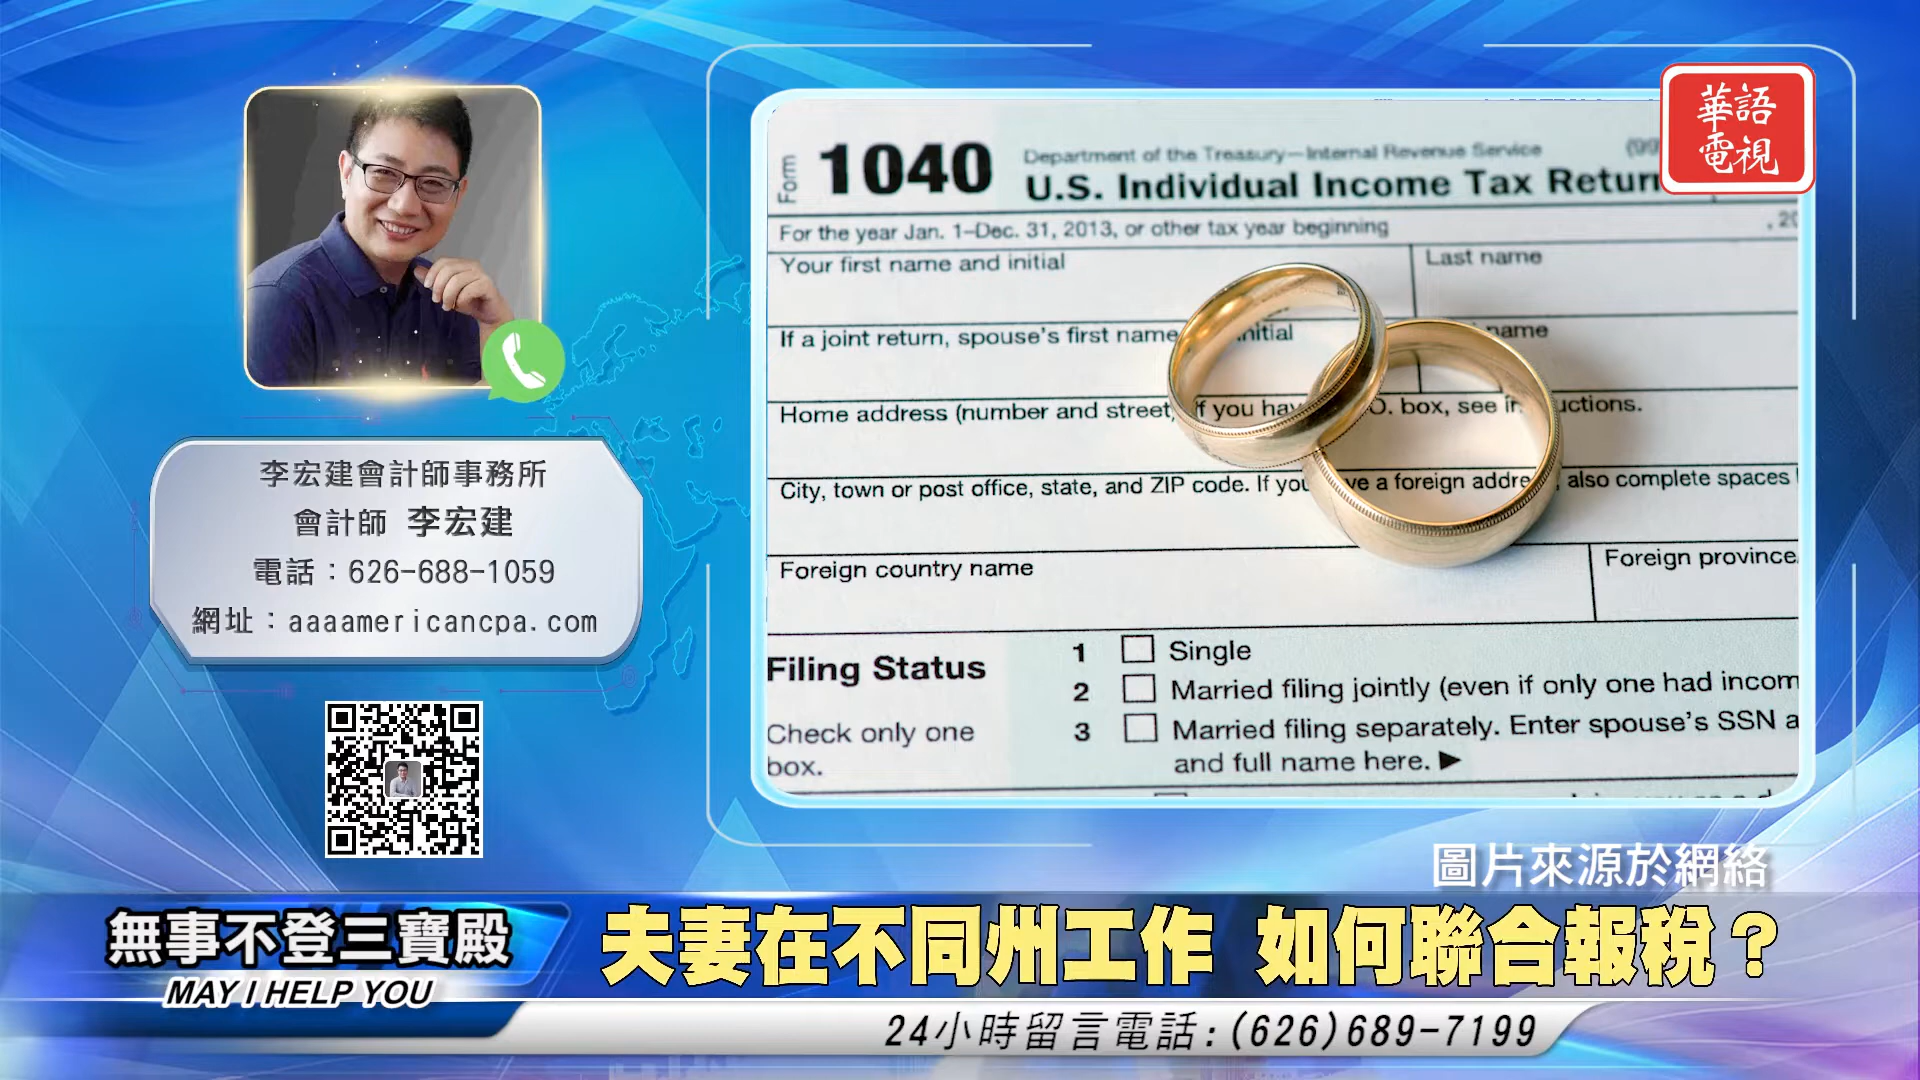 華語
電視
Form 1040
Department of the Treasury—Internal Revenue Service
U.S. Individual Income Tax Return
For the year Jan. 1–Dec. 31, 2013, or other tax year beginning
, 20
Your first name and initial
Last name
If a joint return, spouse's first name
initial
name
Home address (number and street,
if you have
O. box, see
uctions.
City, town or post office, state, and ZIP code. If you
ve a foreign addre
, also complete spaces
Foreign country name
Foreign province
Filing Status
Check only one
box.
1 Single
2 Married filing jointly (even if only one had incom
3 Married filing separately. Enter spouse's SSN a
and full name here. ▶
李宏建會計師事務所
會計師 李宏建
電話：626-688-1059
網址：aaaamericancpa.com
圖片來源於網絡
無事不登三寶殿
MAY I HELP YOU
夫妻在不同州工作 如何聯合報稅？
24小時留言電話:(626)689-7199